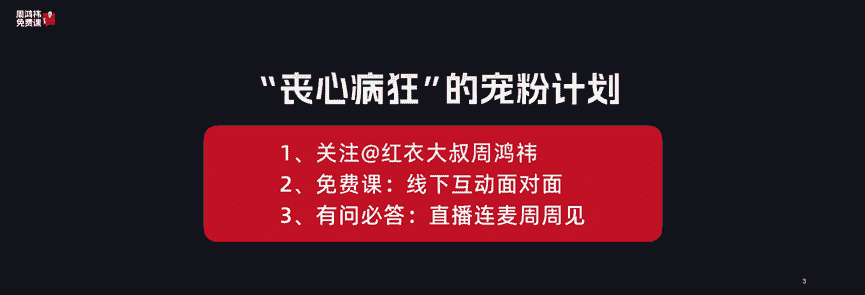 周鸿祎
免费课
“丧心病狂”的宠粉计划
1、关注@红衣大叔周鸿祎
2、免费课：线下互动面对面
3、有问必答：直播连麦周周见
3